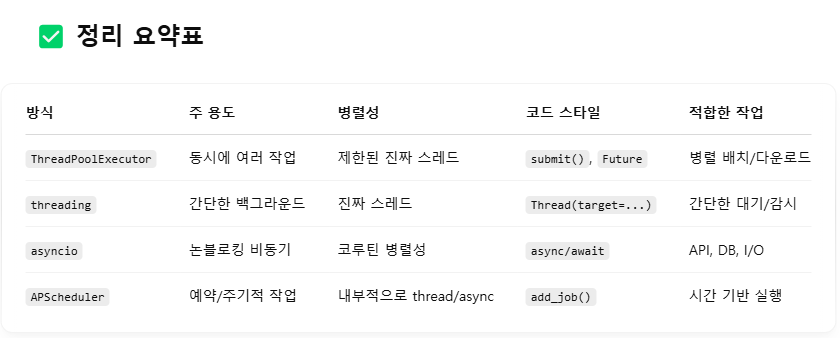 ✅ 정리 요약표
방식 주 용도 병렬성 코드 스타일 적합한 작업
ThreadPoolExecutor 동시에 여러 작업 제한된 진짜 스레드 submit(), Future 병렬 배치/다운로드
threading 간단한 백그라운드 진짜 스레드 Thread(target=...) 간단한 대기/감시
asyncio 논블로킹 비동기 코루틴 병렬성 async/await API, DB, I/O
APScheduler 예약/주기적 작업 내부적으로 thread/async add_job() 시간 기반 실행